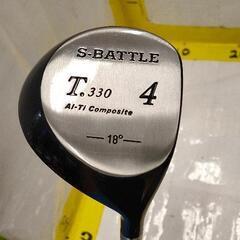 S-BATTLE
T. 330 4
Al-Ti Composite
18°